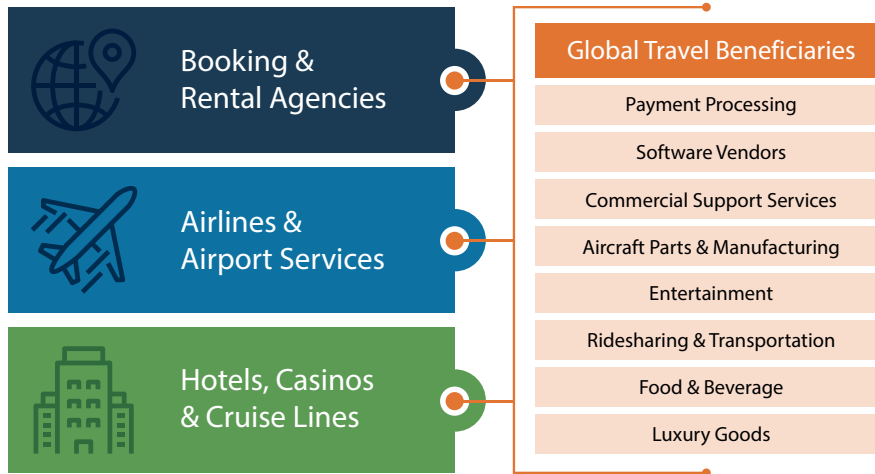 Booking &
Rental Agencies
Airlines &
Airport Services
Hotels, Casinos
& Cruise Lines
Global Travel Beneficiaries
Payment Processing
Software Vendors
Commercial Support Services
Aircraft Parts & Manufacturing
Entertainment
Ridesharing & Transportation
Food & Beverage
Luxury Goods